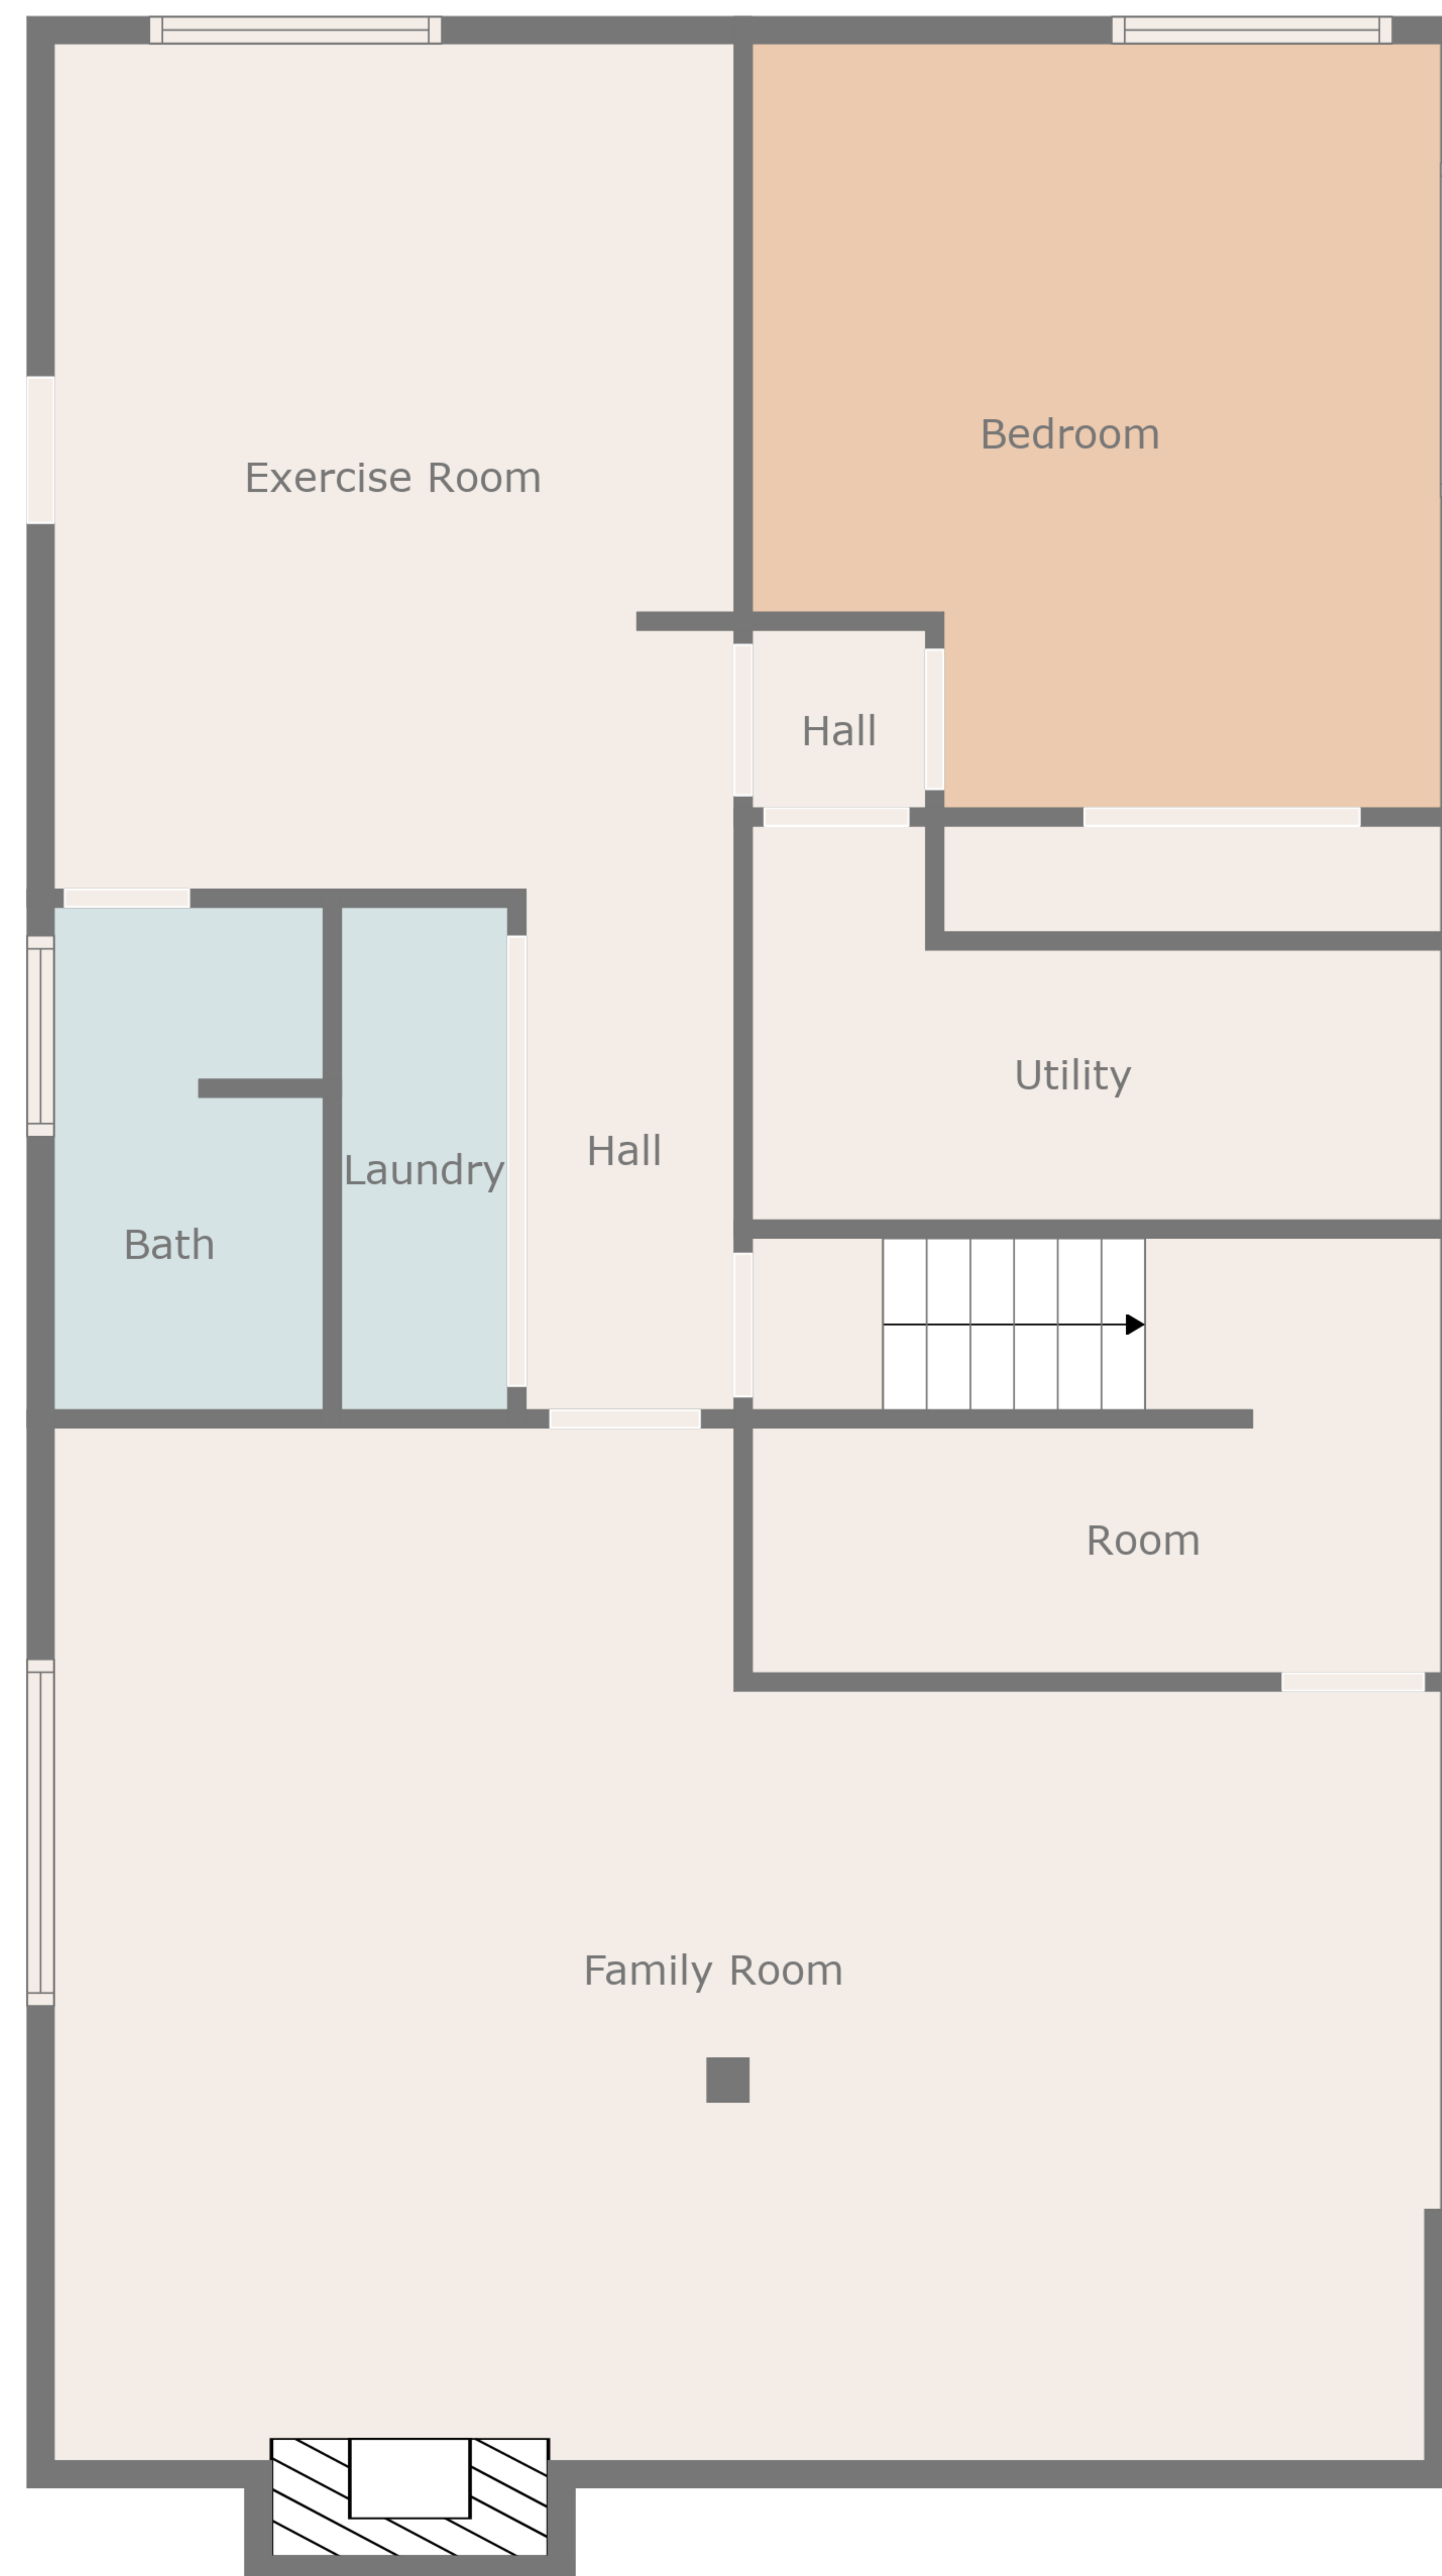 Bedroom
Exercise Room
Hall
Utility
Hall
Laundry
Bath
Room
Family Room